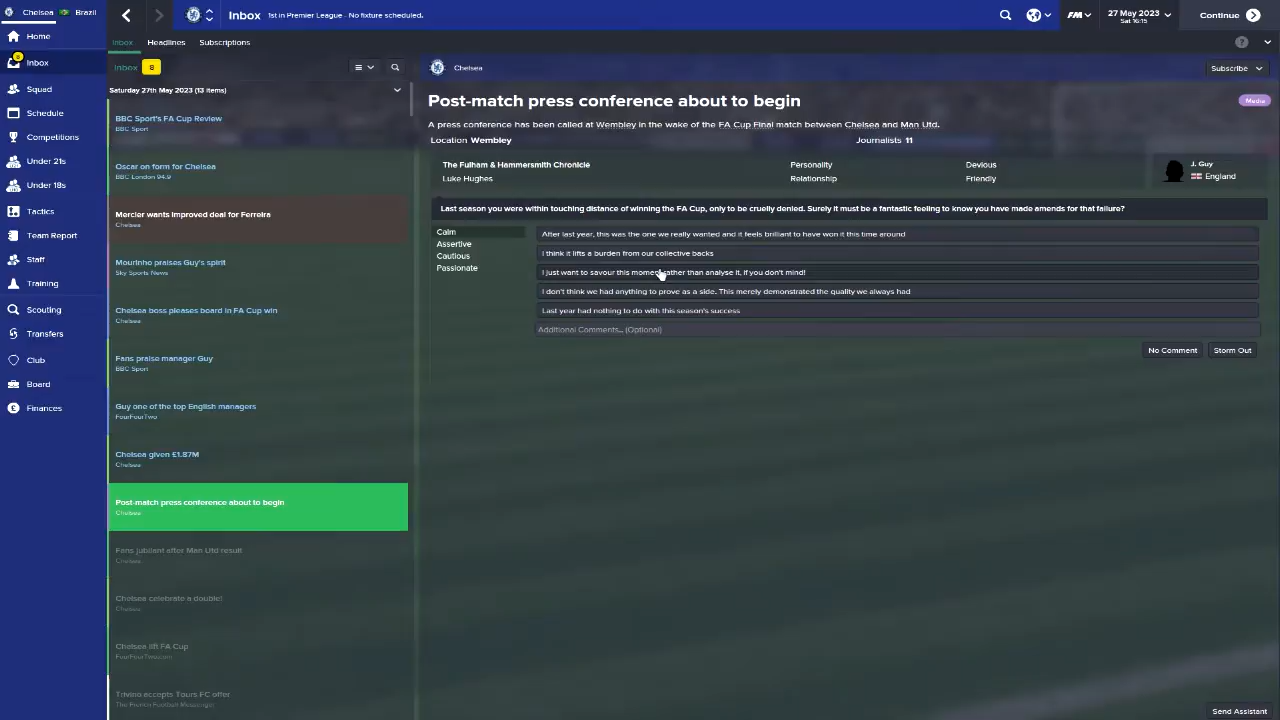 Chelsea Brazil
Inbox 1st in Premier League - No fixture scheduled.
27 May 2023
Sat 16:15
Continue
Home
8
Inbox
Squad
Schedule
Competitions
Under 21s
Under 18s
Tactics
Team Report
Staff
Training
Scouting
Transfers
Club
Board
Finances
Inbox Headlines Subscriptions
Inbox 8
Saturday 27th May 2023 (13 items)
BBC Sport's FA Cup Review
BBC Sport
Oscar on form for Chelsea
BBC London 94.9
Mercier wants improved deal for Ferreira
Chelsea
Mourinho praises Guy's spirit
Sky Sports News
Chelsea boss pleases board in FA Cup win
Chelsea
Fans praise manager Guy
BBC Sport
Guy one of the top English managers
FourFourTwo
Chelsea given £1.87M
Chelsea
Post-match press conference about to begin
Chelsea
Fans jubilant after Man Utd result
Chelsea
Chelsea celebrate a double!
Chelsea
Chelsea lift FA Cup
FourFourTwo.com
Trivino accepts Tours FC offer
The French Football Messenger
Chelsea
Subscribe
Post-match press conference about to begin
Media
A press conference has been called at Wembley in the wake of the FA Cup Final match between Chelsea and Man Utd.
Location Wembley Journalists 11
The Fulham & Hammersmith Chronicle Personality Devious
Luke Hughes Relationship Friendly
J. Guy
England
Last season you were within touching distance of winning the FA Cup, only to be cruelly denied. Surely it must be a fantastic feeling to know you have made amends for that failure?
Calm
Assertive
Cautious
Passionate
After last year, this was the one we really wanted and it feels brilliant to have won it this time around
I think it lifts a burden from our collective backs
I just want to savour this moment rather than analyse it, if you don't mind!
I don't think we had anything to prove as a side. This merely demonstrated the quality we always had
Last year had nothing to do with this season's success
Additional Comments... (Optional)
No Comment Storm Out
Send Assistant